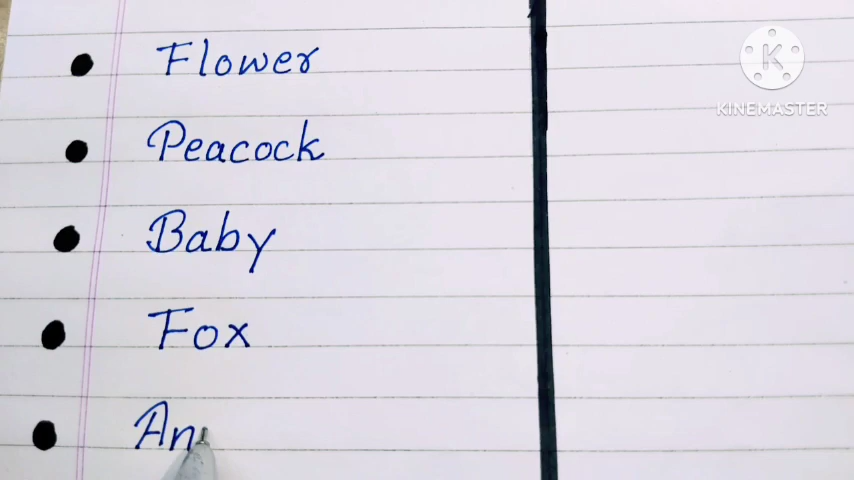 Flower
Peacock
Baby
Fox
An
KINEMASTER